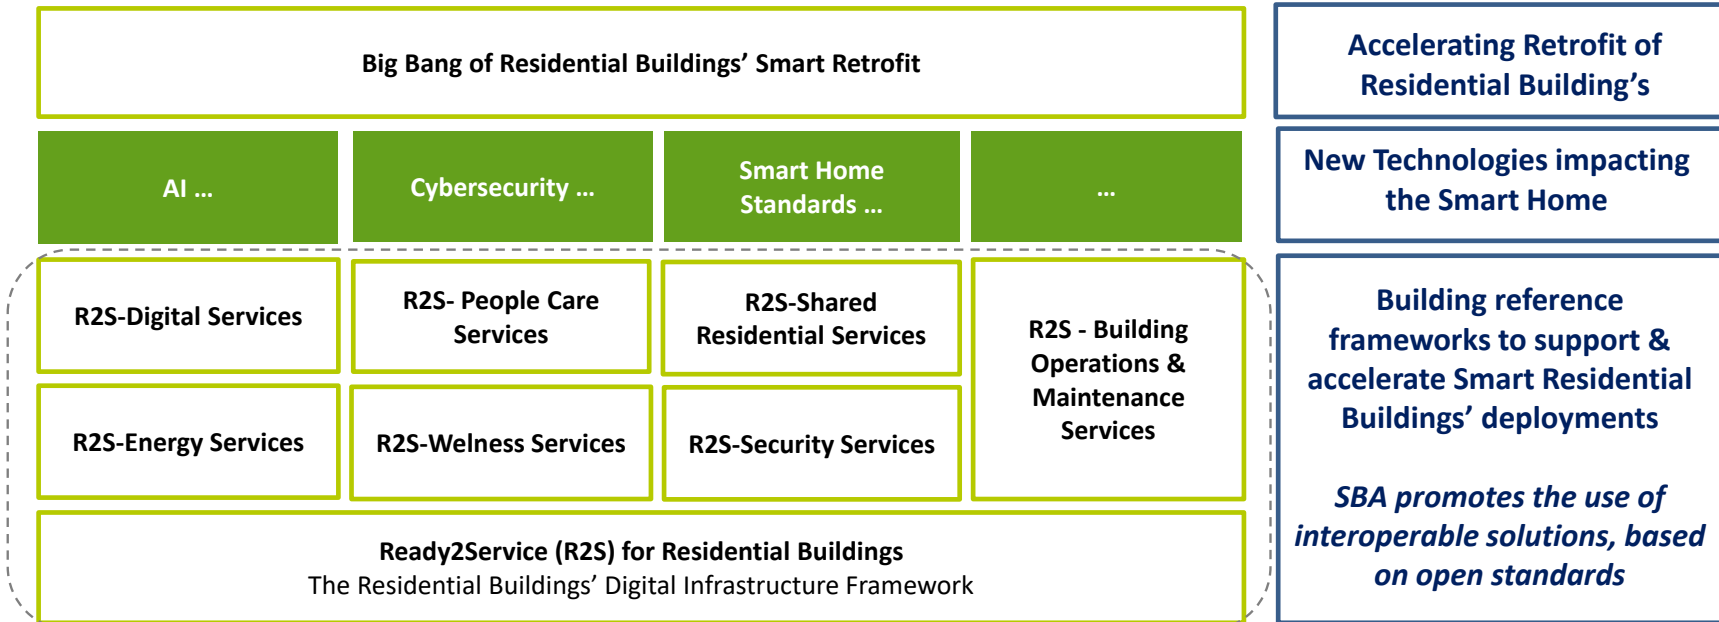 Big Bang of Residential Buildings’ Smart Retrofit
Accelerating Retrofit of
Residential Building’s
AI ...
Cybersecurity ...
Smart Home
Standards ...
...
New Technologies impacting
the Smart Home
R2S-Digital Services
R2S- People Care
Services
R2S-Shared
Residential Services
R2S - Building
Operations &
Maintenance
Services
R2S-Energy Services
R2S-Welness Services
R2S-Security Services
Building reference
frameworks to support &
accelerate Smart Residential
Buildings’ deployments
SBA promotes the use of
interoperable solutions, based
on open standards
Ready2Service (R2S) for Residential Buildings
The Residential Buildings’ Digital Infrastructure Framework